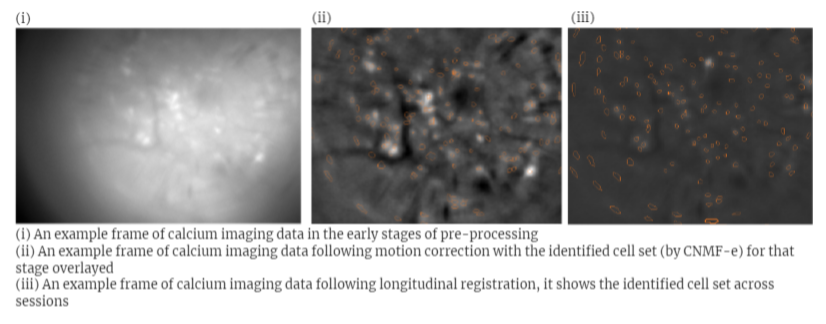 (i)
(ii)
(iii)
(i) An example frame of calcium imaging data in the early stages of pre-processing
(ii) An example frame of calcium imaging data following motion correction with the identified cell set (by CNMF-e) for that
stage overlayed
(iii) An example frame of calcium imaging data following longitudinal registration, it shows the identified cell set across
sessions